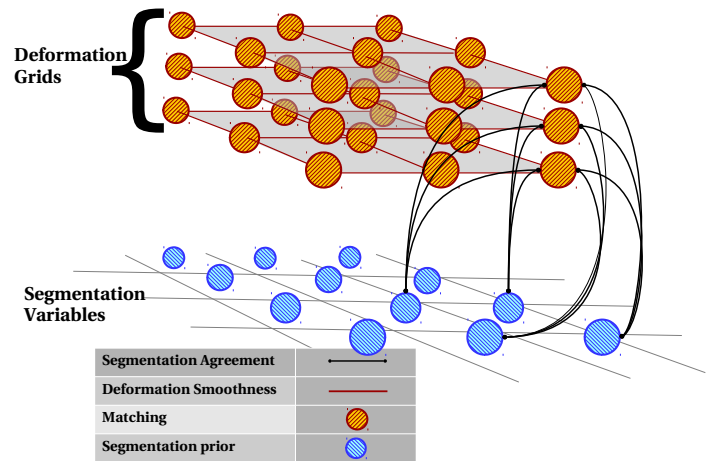 Deformation
Grids
Segmentation
Variables
Segmentation Agreement
Deformation Smoothness
Matching
Segmentation prior